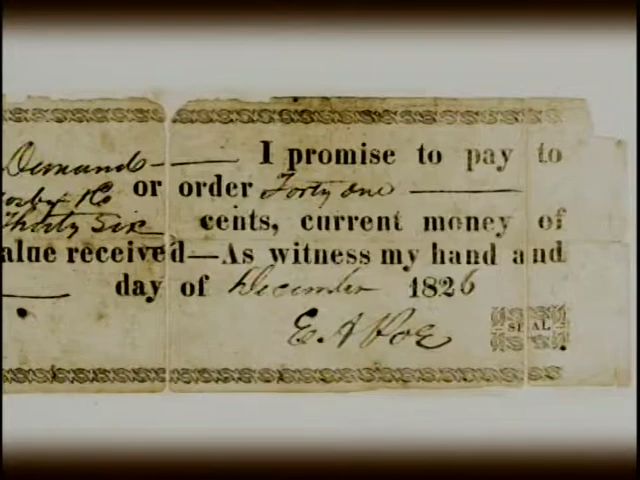 Demand I promise to pay to
or order Forty one
Thirty Six cents, current money of
alue received—As witness my hand and
day of December 1826
E. A Poe
SEAL